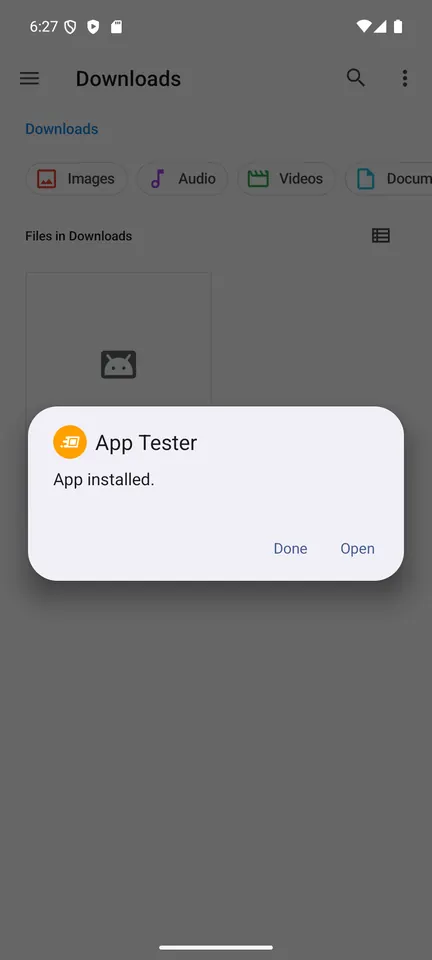 6:27
Downloads
Downloads
Images
Audio
Videos
Docum
Files in Downloads
App Tester
App installed.
Done
Open